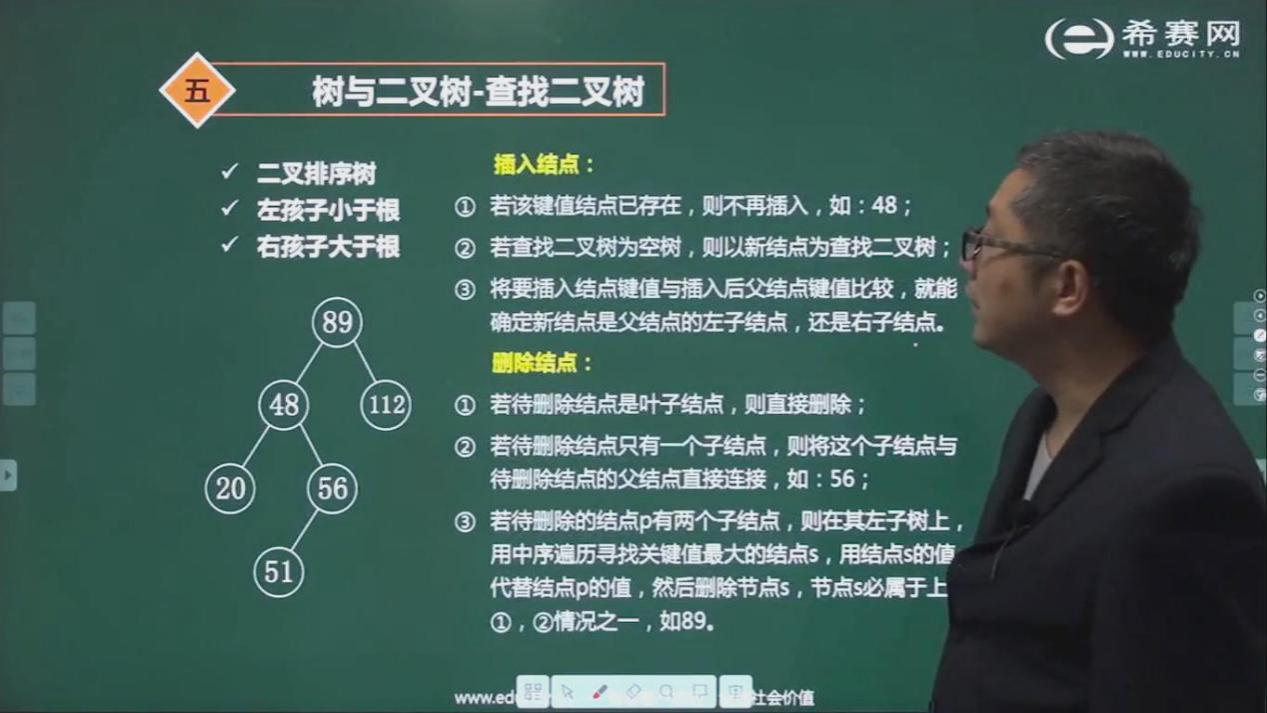 希赛网
WWW.EDUCITY.CN
五
树与二叉树-查找二叉树
✓ 二叉排序树
✓ 左孩子小于根
✓ 右孩子大于根
89
48
112
20
56
51
插入结点：
① 若该键值结点已存在，则不再插入，如：48；
② 若查找二叉树为空树，则以新结点为查找二叉树；
③ 将要插入结点键值与插入后父结点键值比较，就能
确定新结点是父结点的左子结点，还是右子结点。
删除结点：
① 若待删除结点是叶子结点，则直接删除；
② 若待删除结点只有一个子结点，则将这个子结点与
待删除结点的父结点直接连接，如：56；
③ 若待删除的结点p有两个子结点，则在其左子树上，
用中序遍历寻找关键值最大的结点s，用结点s的值
代替结点p的值，然后删除节点s，节点s必属于上
①，②情况之一，如89。
www.edu
社会价值